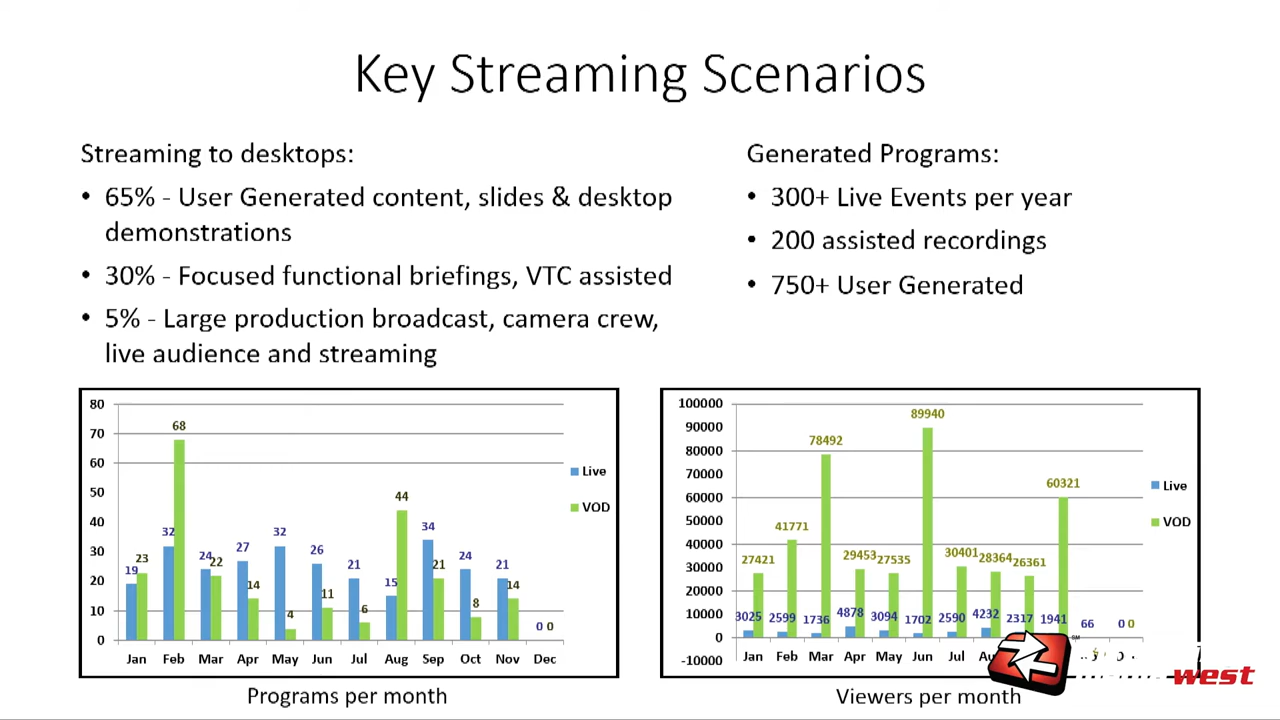 Key Streaming Scenarios
Streaming to desktops:
• 65% - User Generated content, slides & desktop
demonstrations
• 30% - Focused functional briefings, VTC assisted
• 5% - Large production broadcast, camera crew,
live audience and streaming
Generated Programs:
• 300+ Live Events per year
• 200 assisted recordings
• 750+ User Generated
80
70
60
50
40
30
20
10
0
19 23
32 68
24 22
27 14
32 4
26 11
21 6
15 44
34 21
24 8
21 14
0 0
Jan Feb Mar Apr May Jun Jul Aug Sep Oct Nov Dec
Live
VOD
Programs per month
100000
90000
80000
70000
60000
50000
40000
30000
20000
10000
0
-10000
3025 27421
2599 41771
1736 78492
4878 29453
3094 27535
1702 89940
2590 30401
4232 28364
2317 26361
1941 60321
66
0 0
Jan Feb Mar Apr May Jun Jul
Live
VOD
Viewers per month
west